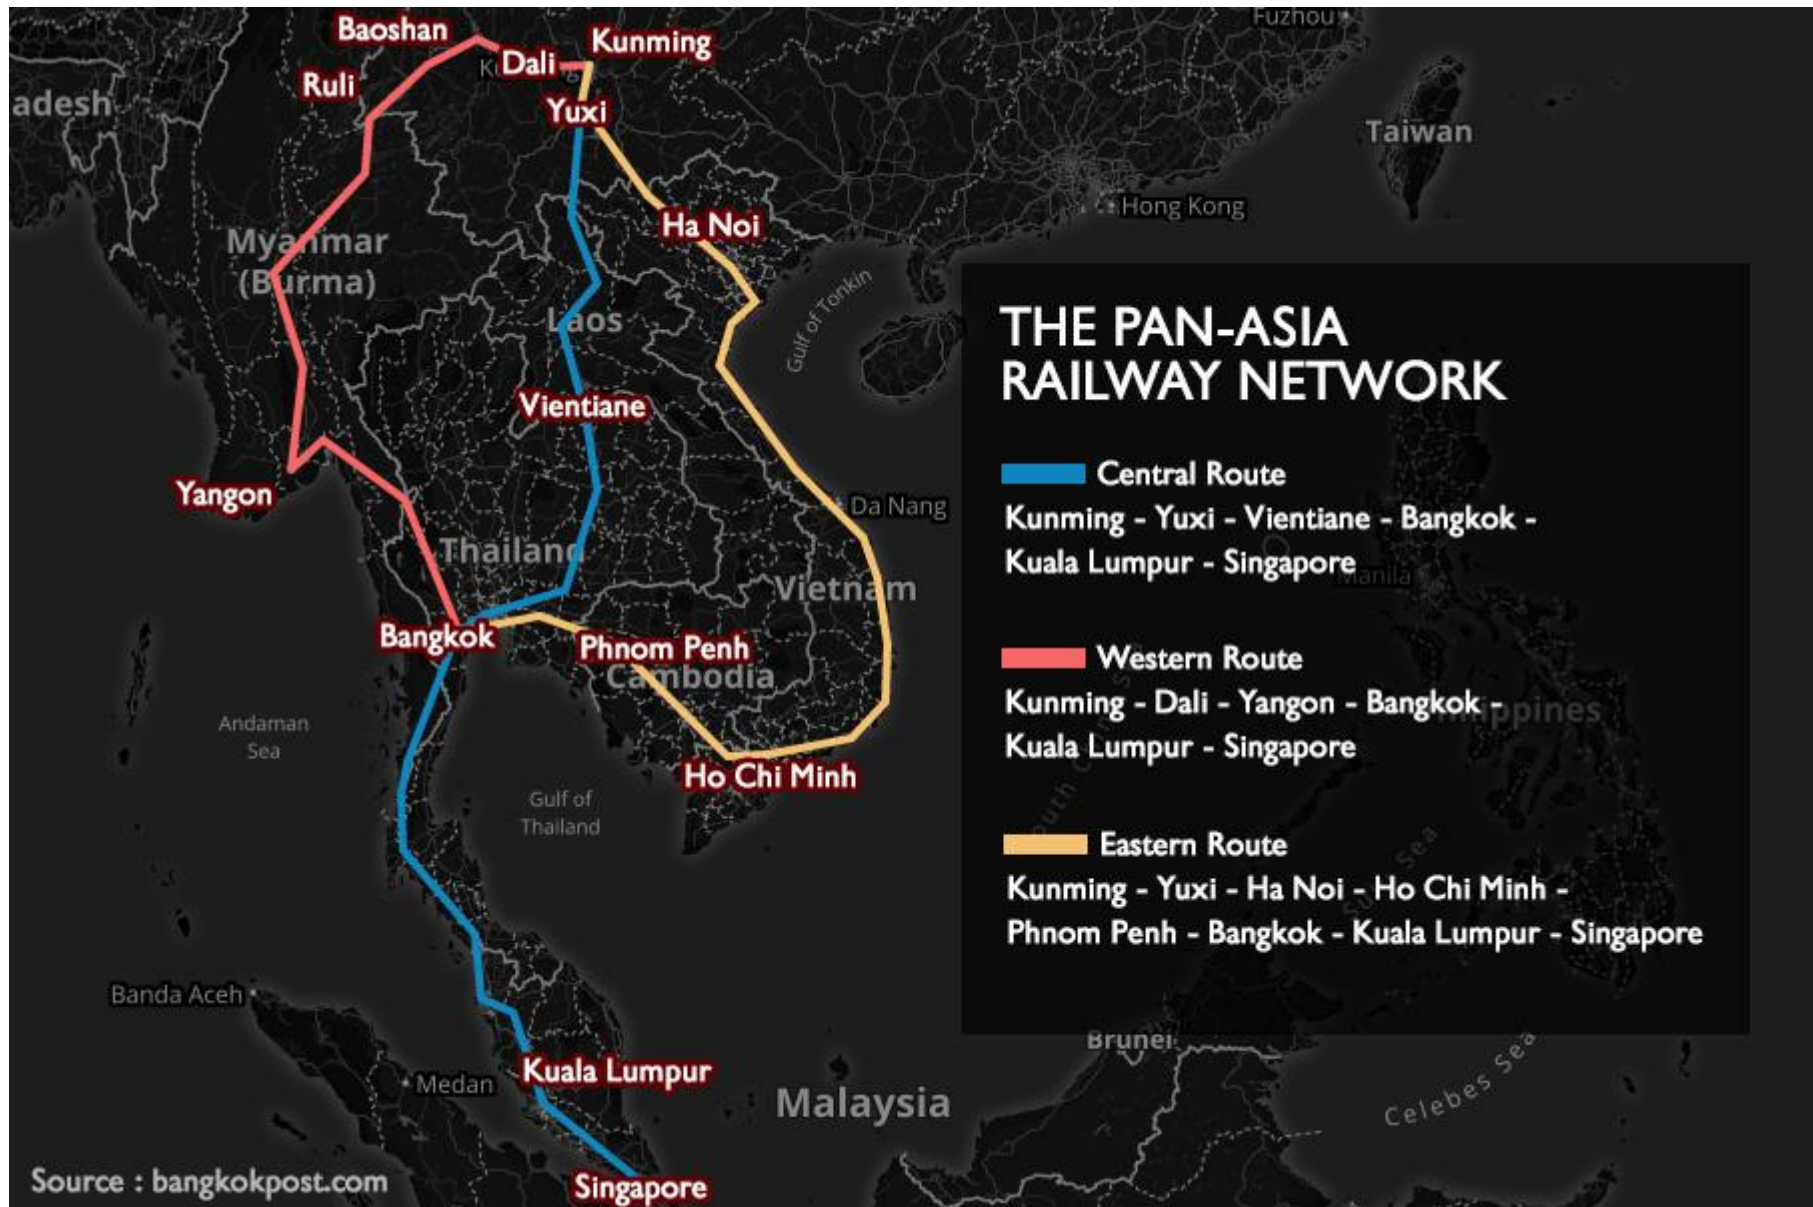 Fuzhou
Baoshan
Kunming
Dali
Ruli
adesh
Yuxi
Taiwan
Hong Kong
Ha Noi
Myanmar
(Burma)
Gulf of Tonkin
Laos
THE PAN-ASIA
RAILWAY NETWORK
Vientiane
Central Route
Yangon
Da Nang
Kunming - Yuxi - Vientiane - Bangkok -
Kuala Lumpur - Singapore
Thailand
Manila
Vietnam
Bangkok
Phnom Penh
Cambodia
Western Route
Kunming - Dali - Yangon - Bangkok -
Kuala Lumpur - Singapore
Andaman
Sea
Ho Chi Minh
Gulf of
Thailand
Eastern Route
Kunming - Yuxi - Ha Noi - Ho Chi Minh -
Phnom Penh - Bangkok - Kuala Lumpur - Singapore
Banda Aceh
Brunei
Kuala Lumpur
Medan
Malaysia
Celebes Sea
Source : bangkokpost.com
Singapore